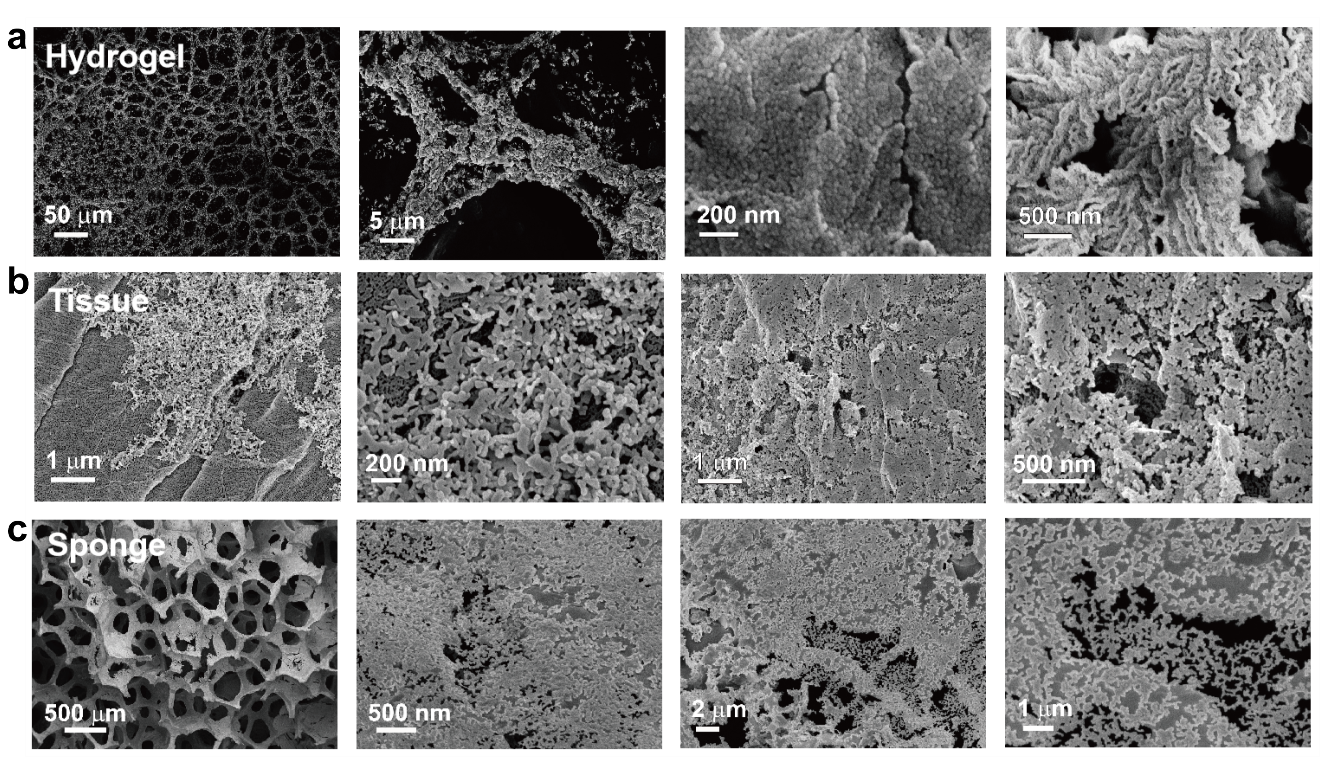 a
Hydrogel
50 μm
5 μm
200 nm
500 nm
b
Tissue
1 μm
200 nm
1 μm
500 nm
c
Sponge
500 μm
500 nm
2 μm
1 μm